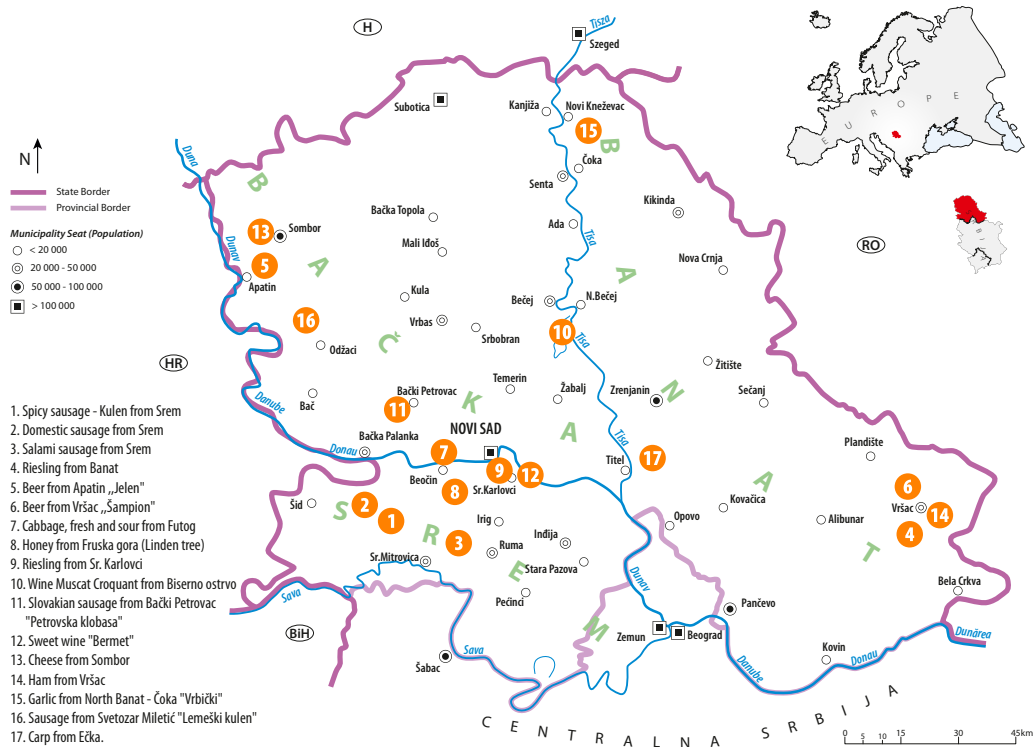 H
Tisza
Szeged
Subotica
Kanjiža
Novi Kneževac
15
EUROPE
N
Duna
State Border
Provincial Border
Municipality Seat (Population)
< 20 000
20 000 - 50 000
50 000 - 100 000
> 100 000
BAČKA
BANAT
SREM
Čoka
Senta
Kikinda
Bačka Topola
Ada
Tisa
13
Sombor
Dunav
Mali Iđoš
RO
5
Apatin
Nova Crnja
Kula
Bečej
N.Bečej
16
Vrbas
Srbobran
10
Tisa
Odžaci
HR
Žitište
Temerin
Žabalj
Zrenjanin
Sečanj
Bač
Bački Petrovac
11
Danube
NOVI SAD
Bačka Palanka
Donau
7
Tisa
Plandište
Beočin
9
12
Sr.Karlovci
Titel
17
8
6
Šid
2
1
Irig
Kovačica
Vršac
14
Opovo
Alibunar
4
3
Ruma
Inđija
Sr.Mitrovica
Stara Pazova
Dunav
Bela Crkva
Sava
Pećinci
Pančevo
BiH
Zemun
Beograd
Dunărea
Šabac
Sava
Danube
Kovin
Donau
CENTRALNA SRBIJA
0 5 10 15 30 45km
1. Spicy sausage - Kulen from Srem
2. Domestic sausage from Srem
3. Salami sausage from Srem
4. Riesling from Banat
5. Beer from Apatin „Jelen"
6. Beer from Vršac „Šampion"
7. Cabbage, fresh and sour from Futog
8. Honey from Fruska gora (Linden tree)
9. Riesling from Sr. Karlovci
10. Wine Muscat Croquant from Biserno ostrvo
11. Slovakian sausage from Bački Petrovac
"Petrovska klobasa"
12. Sweet wine "Bermet"
13. Cheese from Sombor
14. Ham from Vršac
15. Garlic from North Banat - Čoka "Vrbički"
16. Sausage from Svetozar Miletić "Lemeški kulen"
17. Carp from Ečka.